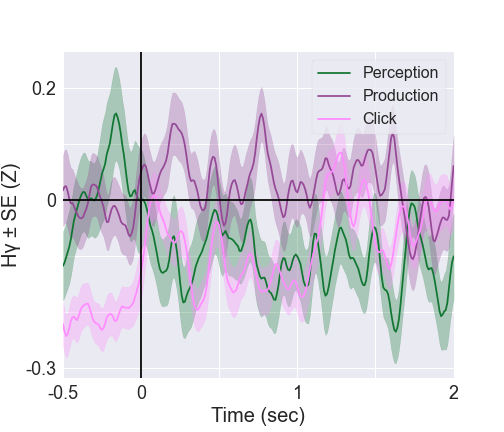 Perception
Production
Click
0.2
0
-0.3
Hγ ± SE (Z)
-0.5 0 1 2
Time (sec)